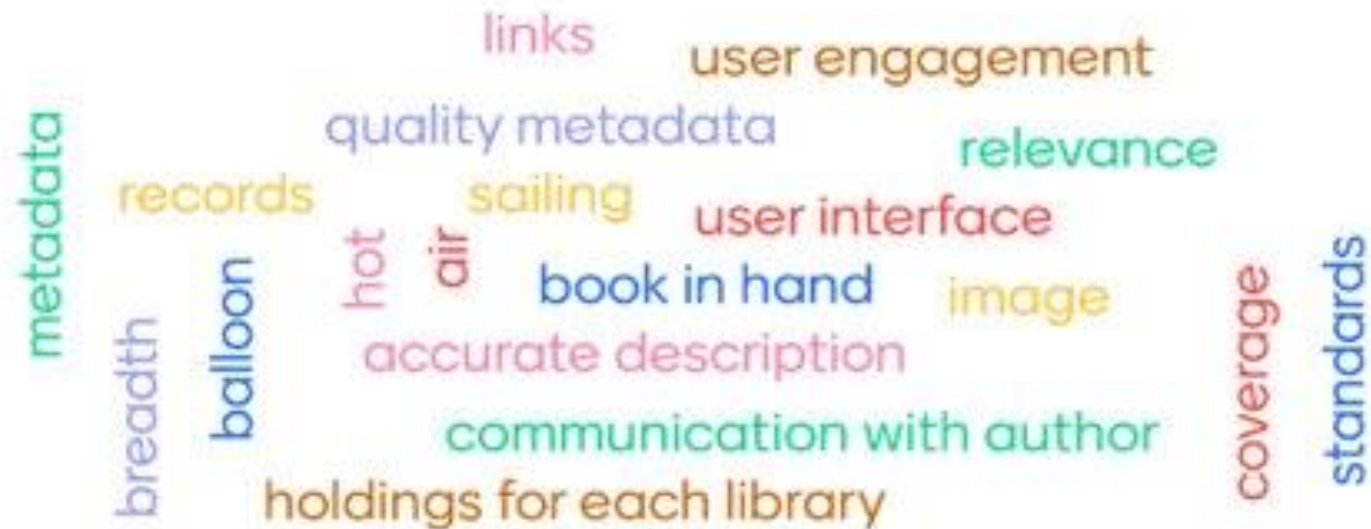 links
user engagement
quality metadata
relevance
metadata
records
sailing
user interface
hot
air
book in hand
image
balloon
accurate description
breadth
coverage
standards
communication with author
holdings for each library